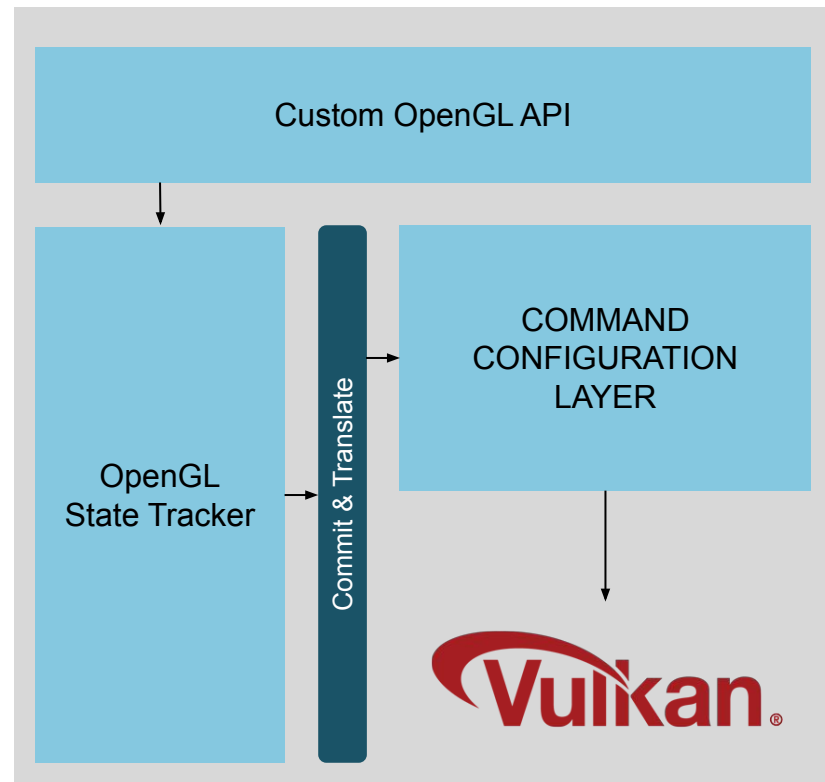 Custom OpenGL API
OpenGL
State Tracker
Commit & Translate
COMMAND
CONFIGURATION
LAYER
Vulkan®